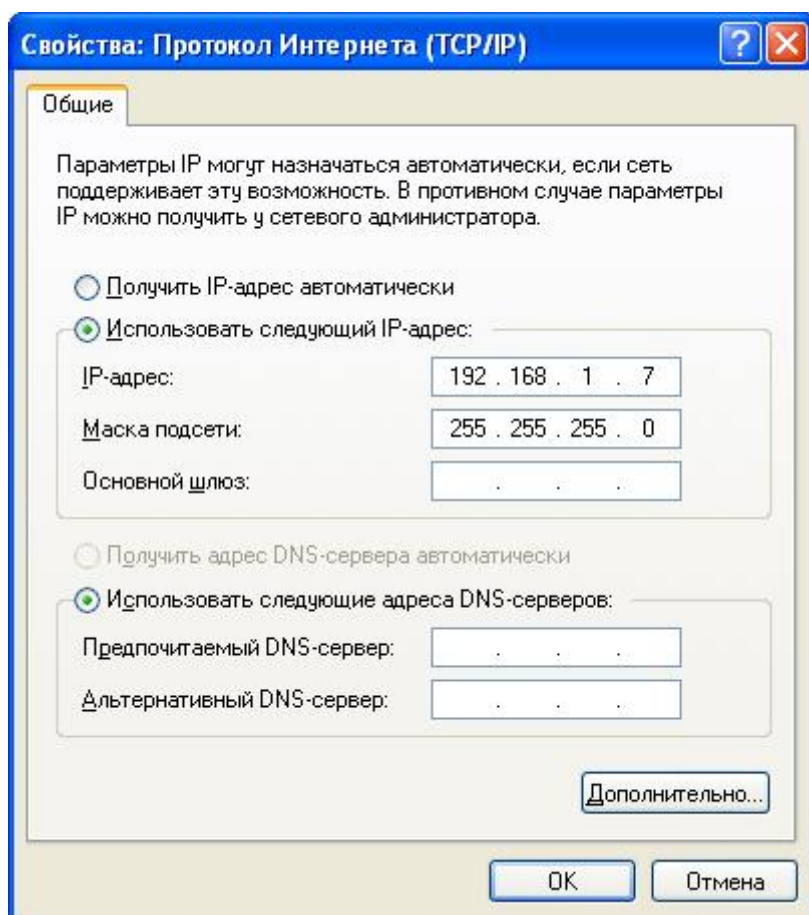 Свойства: Протокол Интернета (TCP/IP)
Общие
Параметры IP могут назначаться автоматически, если сеть
поддерживает эту возможность. В противном случае параметры
IP можно получить у сетевого администратора.
Получить IP-адрес автоматически
Использовать следующий IP-адрес:
IP-адрес: 192 . 168 . 1 . 7
Маска подсети: 255 . 255 . 255 . 0
Основной шлюз: . . .
Получить адрес DNS-сервера автоматически
Использовать следующие адреса DNS-серверов:
Предпочитаемый DNS-сервер: . . .
Альтернативный DNS-сервер: . . .
Дополнительно...
OK Отмена